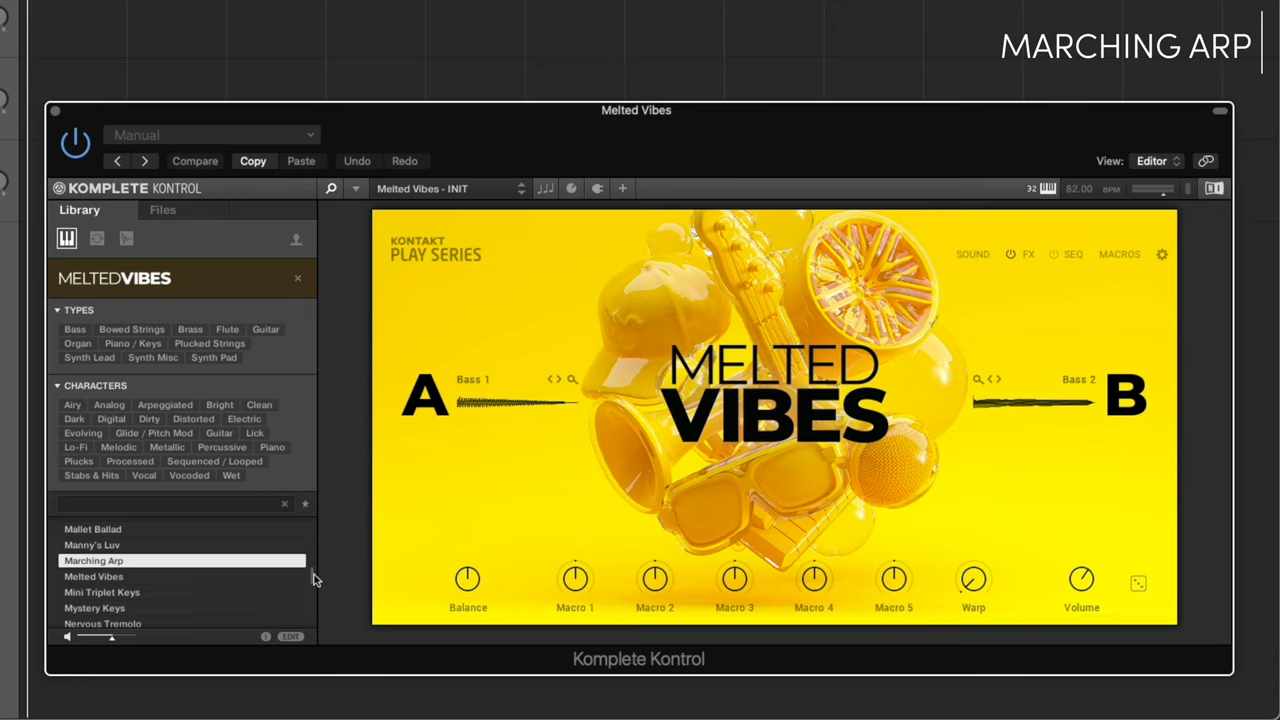 MARCHING ARP
Melted Vibes
Manual
Compare Copy Paste Undo Redo
View: Editor
KOMPLETE KONTROL
Melted Vibes - INIT
32 82.00 BPM
Library Files
MELTEDVIBES
TYPES
Bass Bowed Strings Brass Flute Guitar
Organ Piano / Keys Plucked Strings
Synth Lead Synth Misc Synth Pad
CHARACTERS
Airy Analog Arpeggiated Bright Clean
Dark Digital Dirty Distorted Electric
Evolving Glide / Pitch Mod Guitar Lick
Lo-Fi Melodic Metallic Percussive Piano
Plucks Processed Sequenced / Looped
Stabs & Hits Vocal Vocoded Wet
Mallet Ballad
Manny's Luv
Marching Arp
Melted Vibes
Mini Triplet Keys
Mystery Keys
Nervous Tremolo
EDIT
KONTAKT
PLAY SERIES
SOUND FX SEQ MACROS
MELTED
VIBES
A Bass 1
Bass 2 B
Balance Macro 1 Macro 2 Macro 3 Macro 4 Macro 5 Warp Volume
Komplete Kontrol